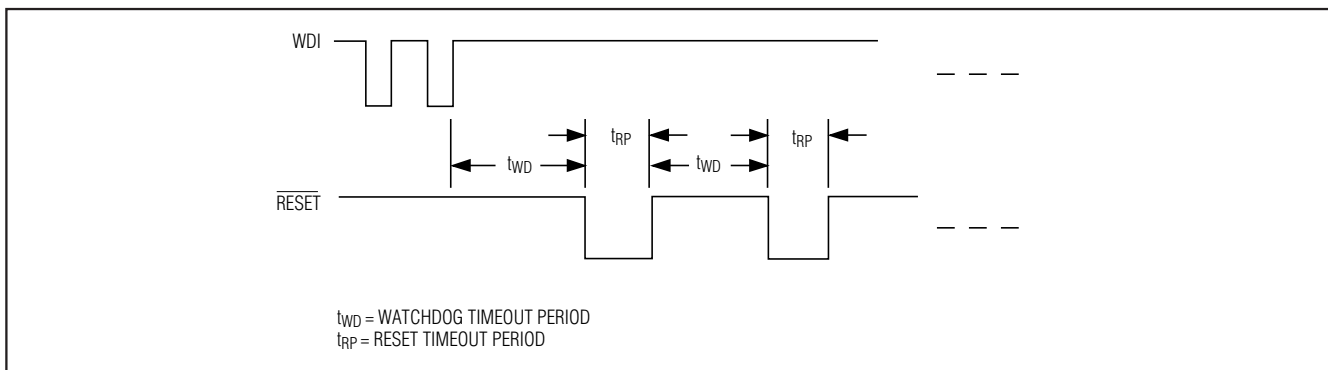 WDI
tRP
tRP
tWD
tWD
RESET
tWD = WATCHDOG TIMEOUT PERIOD
tRP = RESET TIMEOUT PERIOD